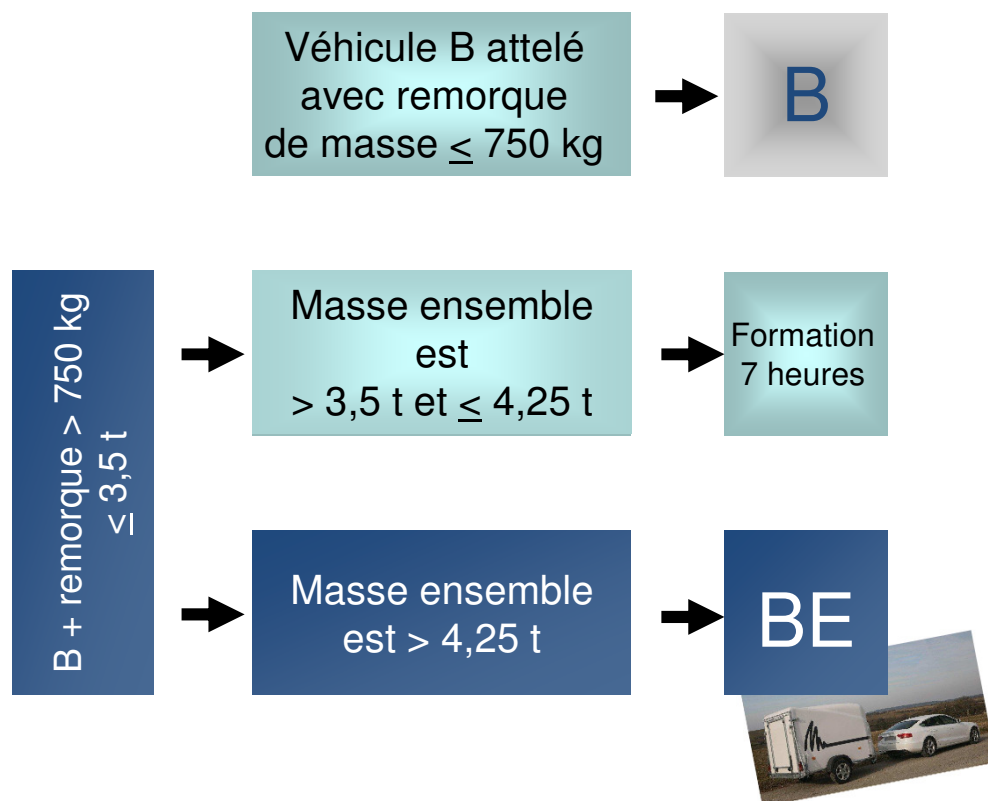 Véhicule B attelé
avec remorque
de masse ≤ 750 kg
B
B + remorque > 750 kg
≤ 3,5 t
Masse ensemble
est
> 3,5 t et ≤ 4,25 t
Formation
7 heures
Masse ensemble
est > 4,25 t
BE